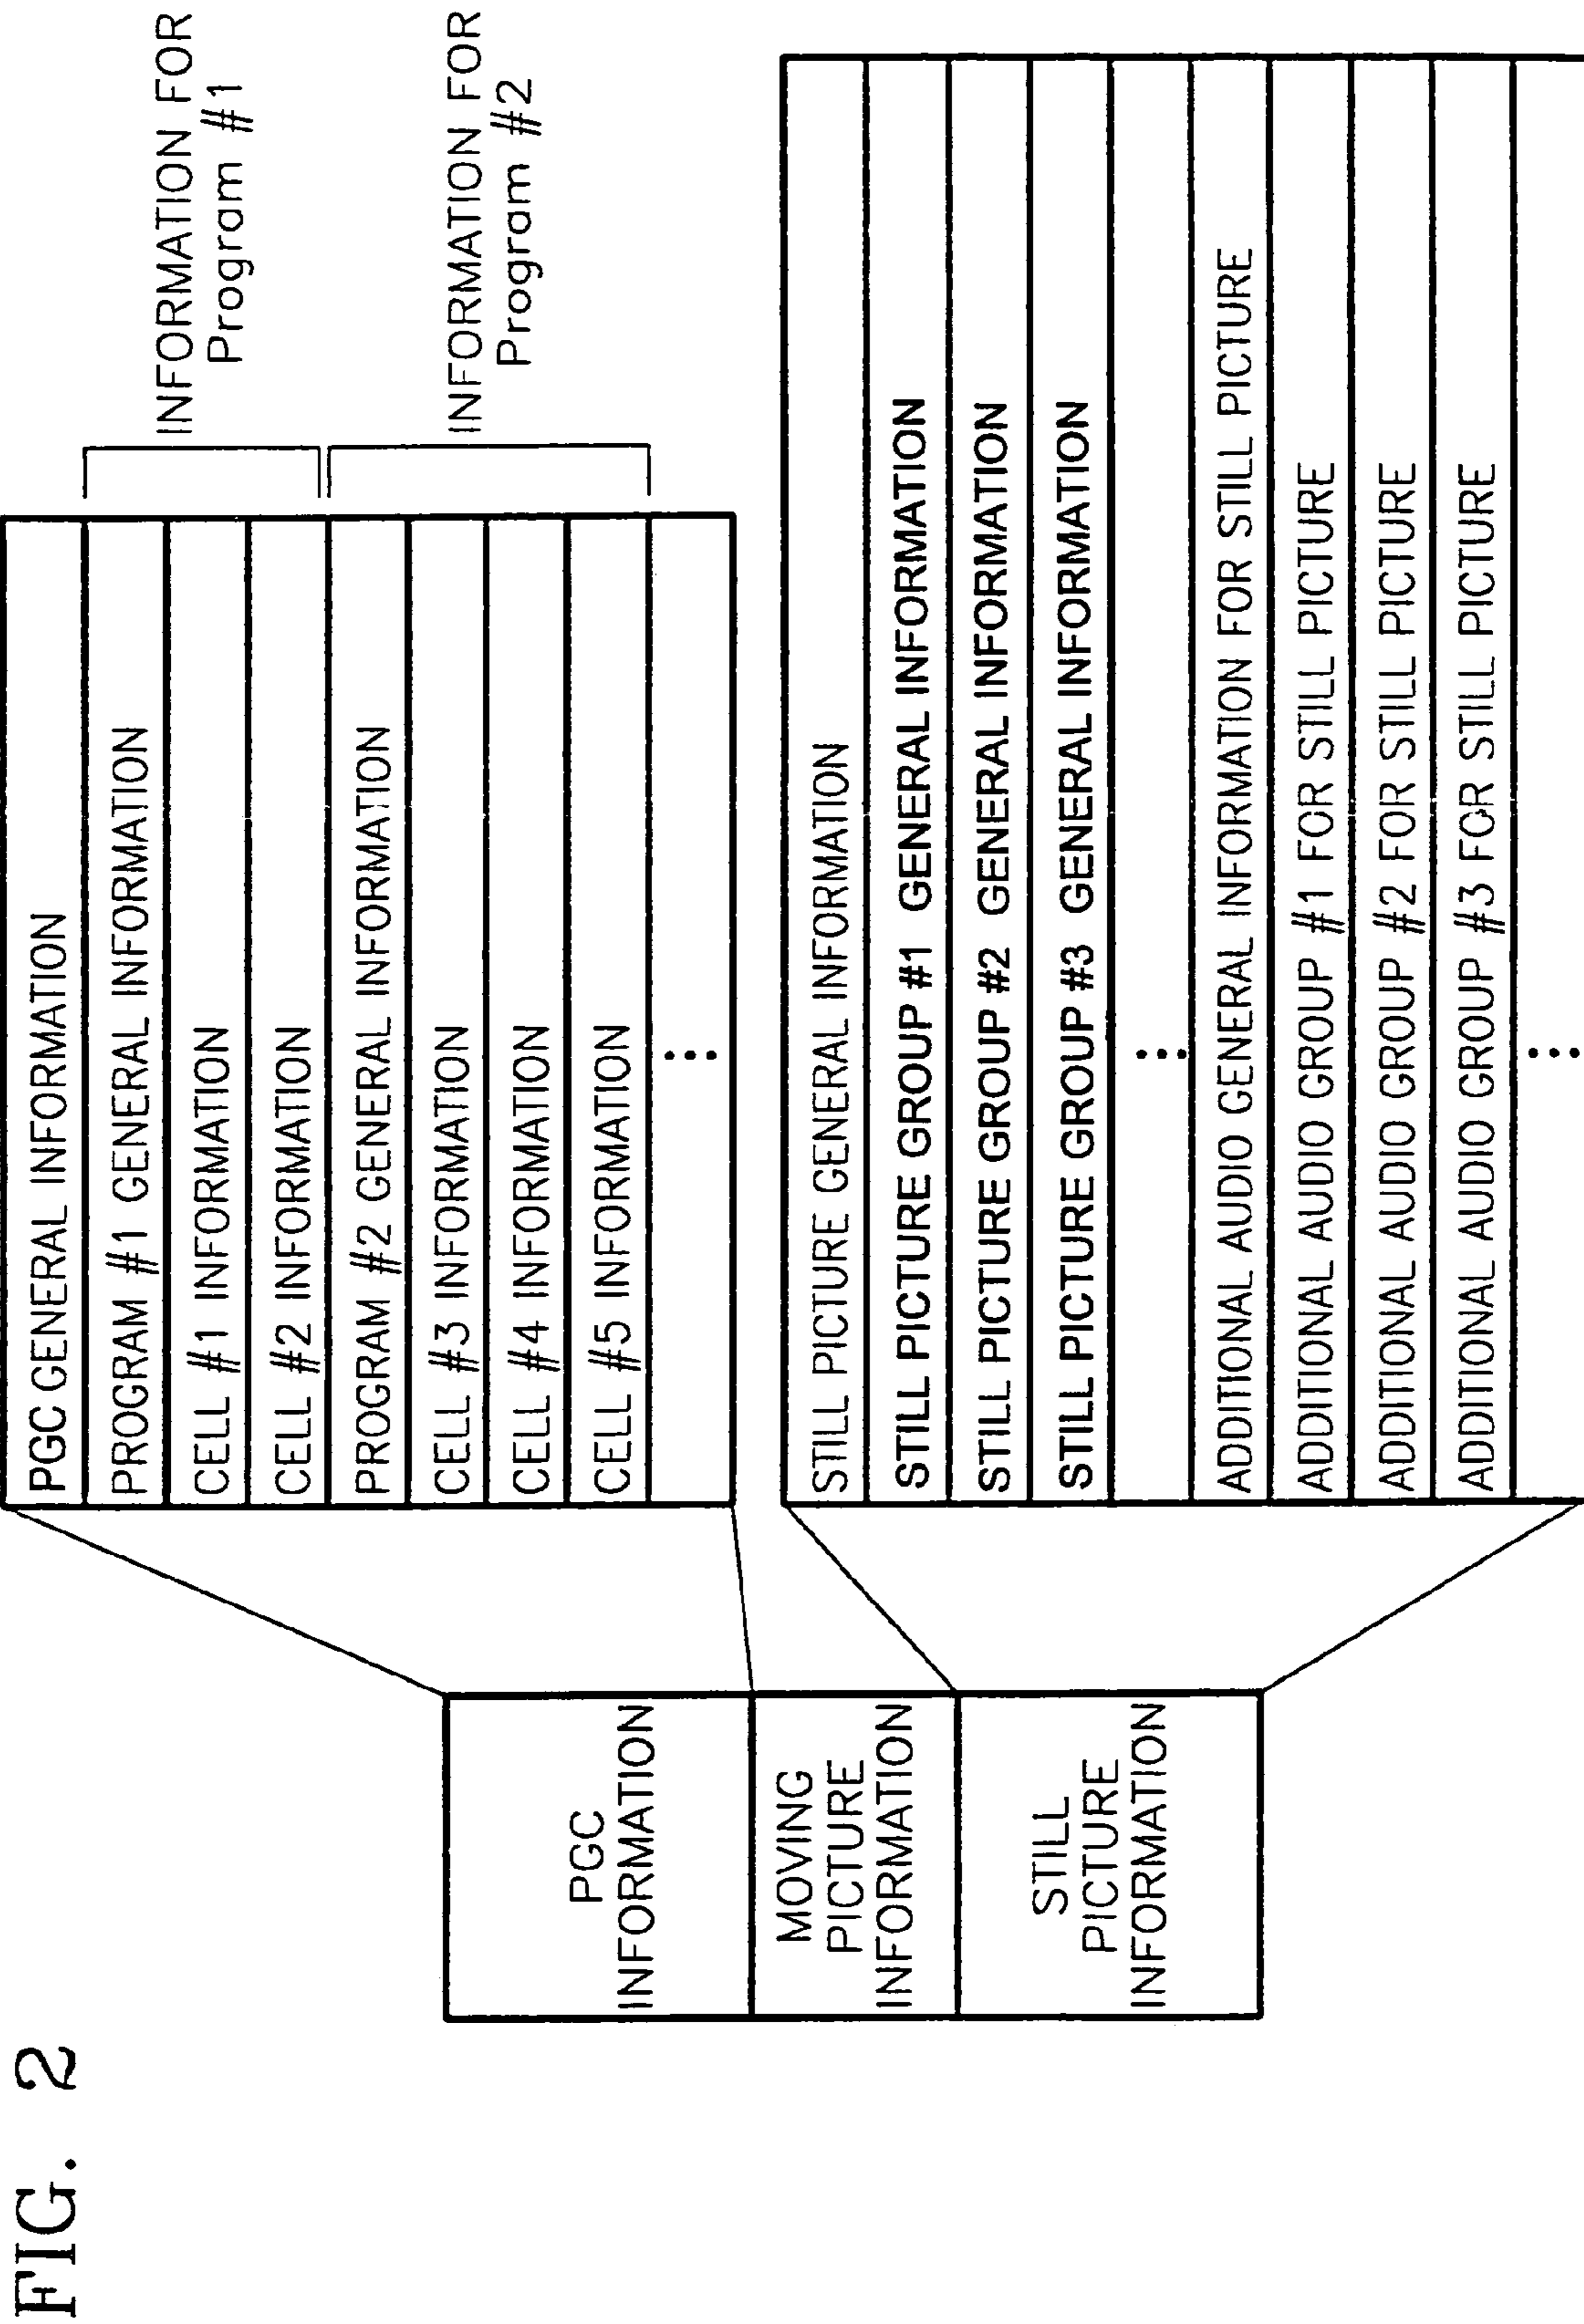 FIG. 2
PGC
INFORMATION
MOVING
PICTURE
INFORMATION
STILL
PICTURE
INFORMATION
PGC GENERAL INFORMATION
PROGRAM #1 GENERAL INFORMATION
CELL #1 INFORMATION
CELL #2 INFORMATION
PROGRAM #2 GENERAL INFORMATION
CELL #3 INFORMATION
CELL #4 INFORMATION
CELL #5 INFORMATION
⋮
INFORMATION FOR
Program #1
INFORMATION FOR
Program #2
STILL PICTURE GENERAL INFORMATION
STILL PICTURE GROUP #1 GENERAL INFORMATION
STILL PICTURE GROUP #2 GENERAL INFORMATION
STILL PICTURE GROUP #3 GENERAL INFORMATION
⋮
ADDITIONAL AUDIO GENERAL INFORMATION FOR STILL PICTURE
ADDITIONAL AUDIO GROUP #1 FOR STILL PICTURE
ADDITIONAL AUDIO GROUP #2 FOR STILL PICTURE
ADDITIONAL AUDIO GROUP #3 FOR STILL PICTURE
⋮